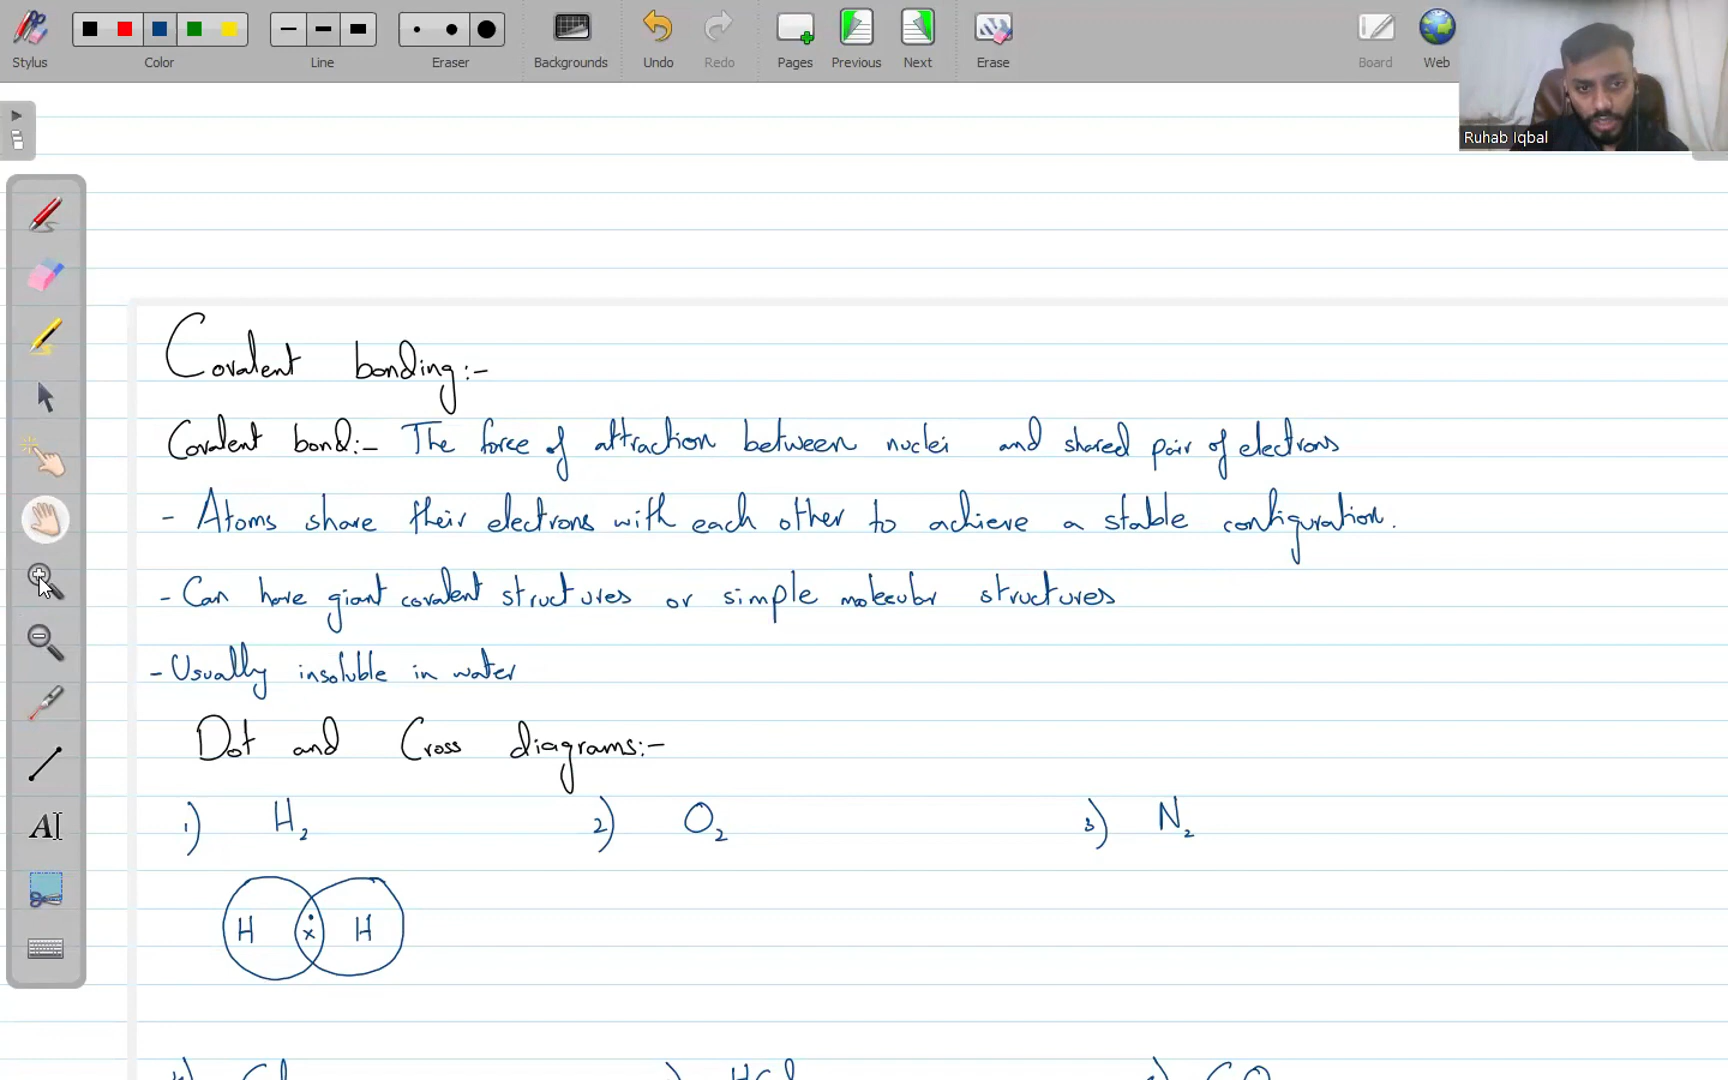 Stylus Color Line Eraser Backgrounds Undo Redo Pages Previous Next Erase Board Web
Ruhab Iqbal
Covalent bonding:-
Covalent bond:- The force of attraction between nuclei and shared pair of electrons
- Atoms share their electrons with each other to achieve a stable configuration.
- Can have giant covalent structures or simple molecular structures
- Usually insoluble in water
Dot and Cross diagrams:-
1) H₂ 2) O₂ 3) N₂
H x H